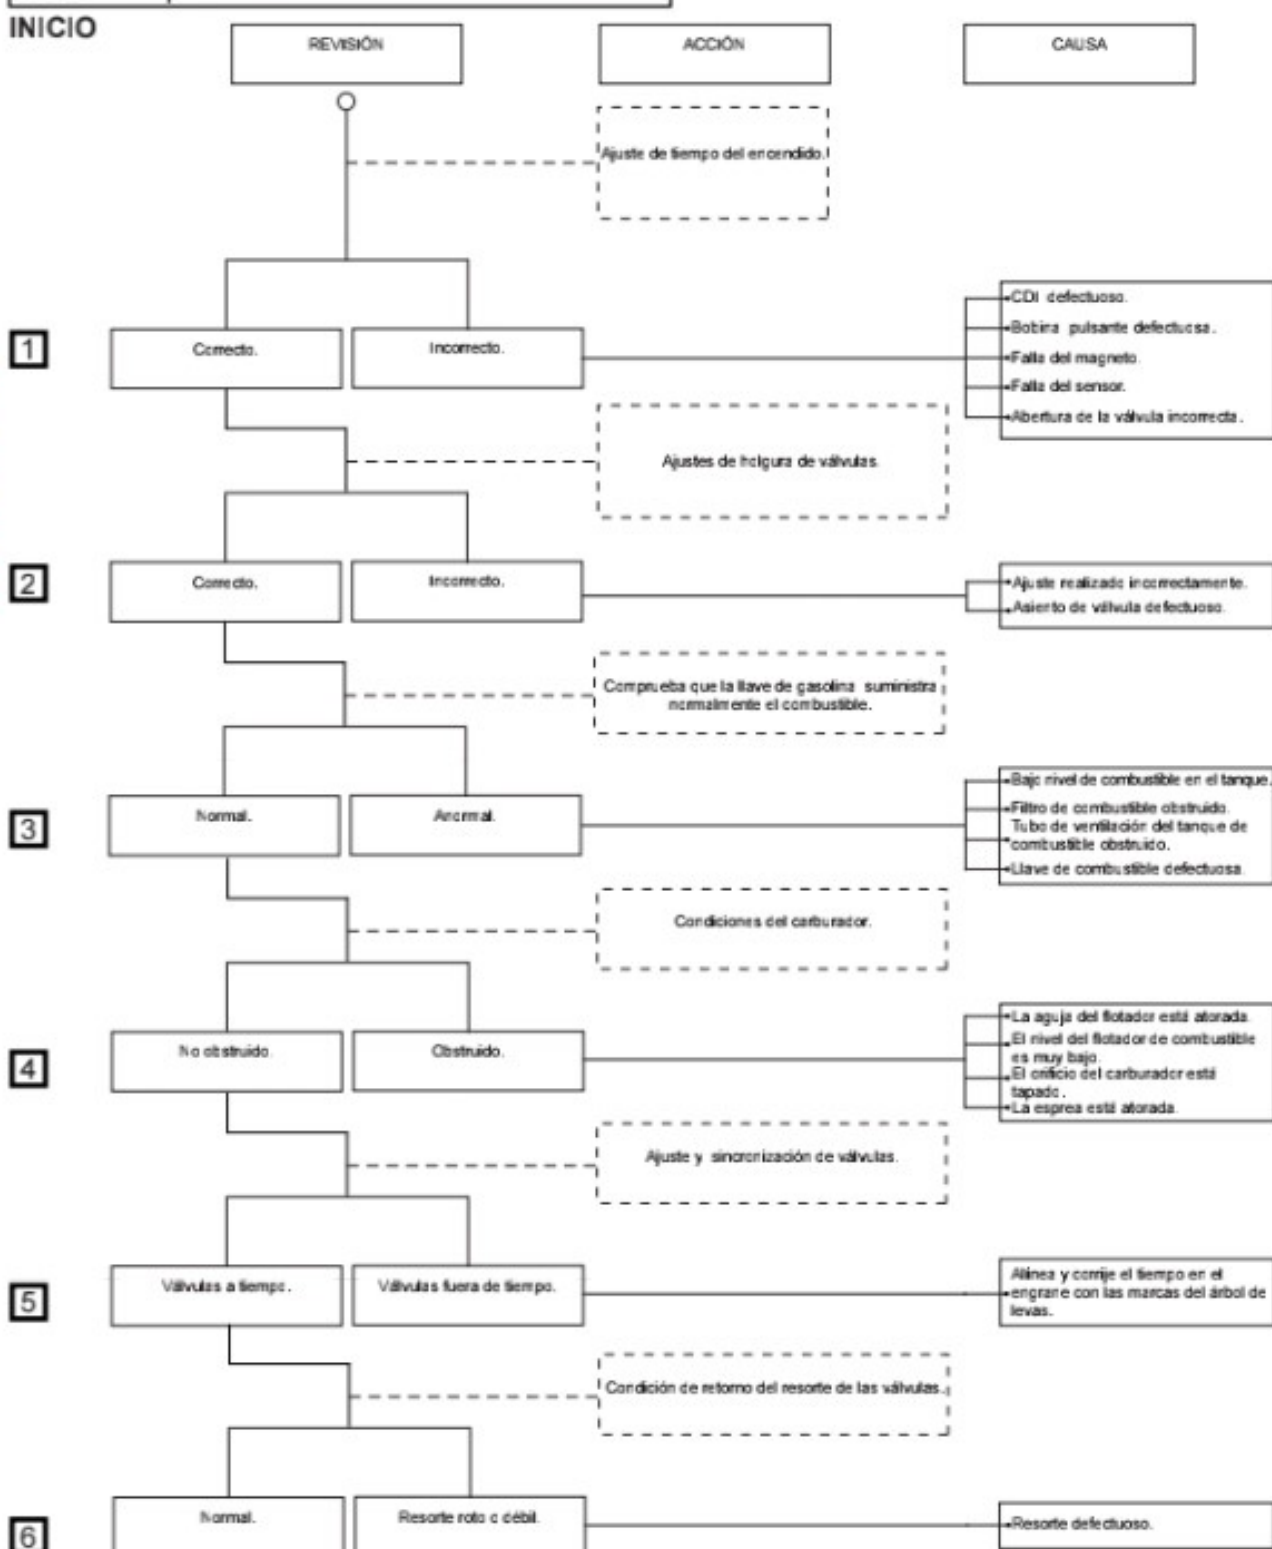 INICIO
REVISIÓN
ACCIÓN
CAUSA
Ajuste de tiempo del encendido.
1
Correcto.
Incorrecto.
CDI defectuoso.
Bobina pulsante defectuosa.
Falla del magneto.
Falla del sensor.
Abertura de la válvula incorrecta.
Ajustes de holgura de válvulas.
2
Correcto.
Incorrecto.
Ajuste realizado incorrectamente.
Asiento de válvula defectuoso.
Comprueba que la llave de gasolina suministra
normalmente el combustible.
3
Normal.
Anormal.
Bajo nivel de combustible en el tanque.
Filtro de combustible obstruido.
Tubo de ventilación del tanque de
combustible obstruido.
Llave de combustible defectuosa.
Condiciones del carburador.
4
No obstruido.
Obstruido.
La aguja del flotador está atorada.
El nivel del flotador de combustible
es muy bajo.
El orificio del carburador está
tapado.
La esprea está atorada.
Ajuste y sincronización de válvulas.
5
Válvulas a tiempo.
Válvulas fuera de tiempo.
Alinea y corrije el tiempo en el
engrane con las marcas del árbol de
levas.
Condición de retorno del resorte de las válvulas.
6
Normal.
Resorte roto o débil.
Resorte defectuoso.